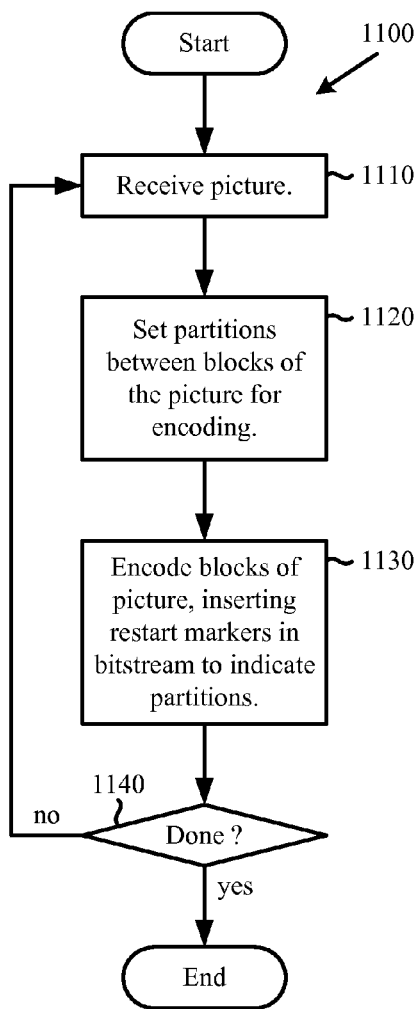 Start
1100
Receive picture.
1110
Set partitions
between blocks of
the picture for
encoding.
1120
Encode blocks of
picture, inserting
restart markers in
bitstream to indicate
partitions.
1130
1140
no
Done ?
yes
End